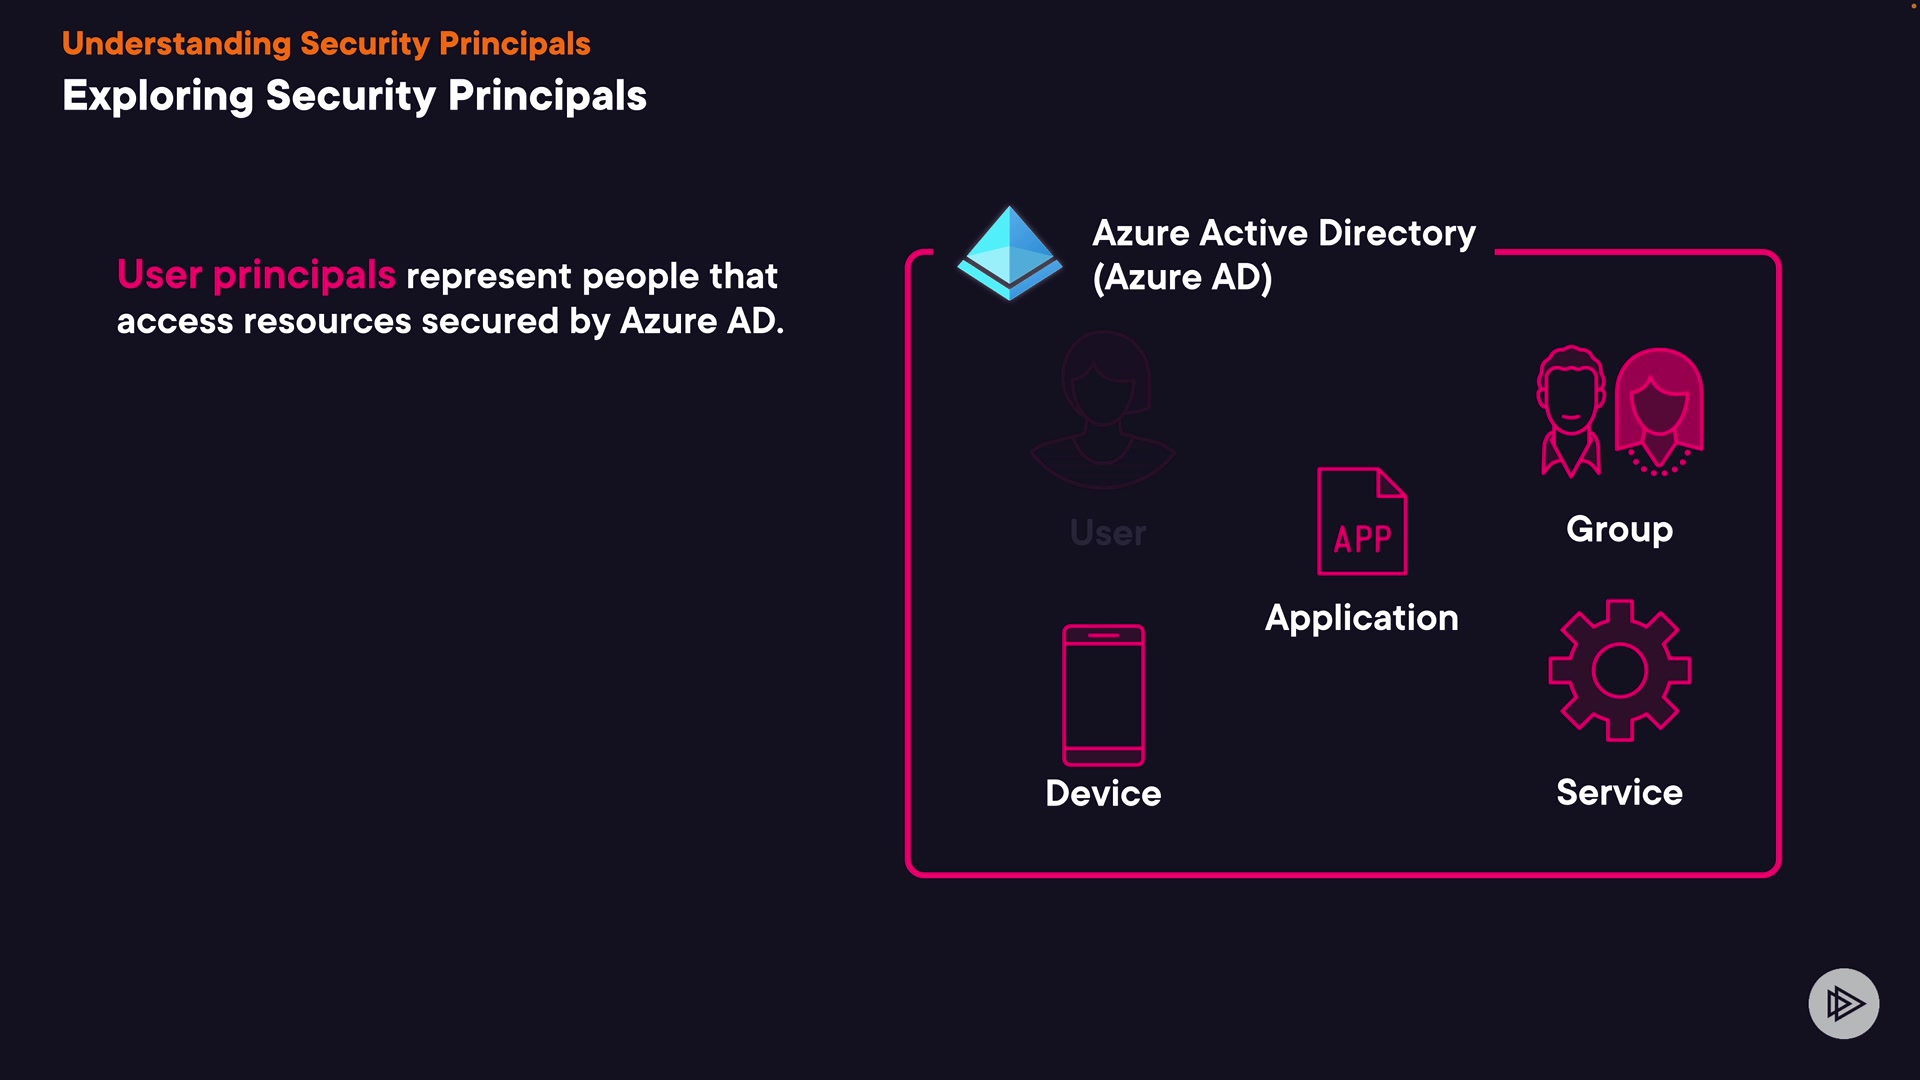 Understanding Security Principals
Exploring Security Principals
User principals represent people that
access resources secured by Azure AD.
Azure Active Directory
(Azure AD)
User
APP
Application
Group
Device
Service